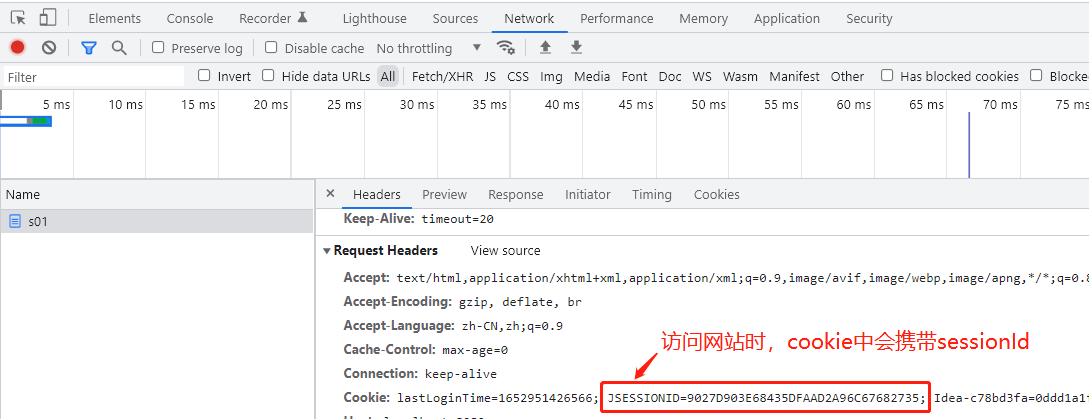 Elements Console Recorder Lighthouse Sources Network Performance Memory Application Security
Preserve log Disable cache No throttling
Filter Invert Hide data URLs All Fetch/XHR JS CSS Img Media Font Doc WS Wasm Manifest Other Has blocked cookies Blocke
5 ms 10 ms 15 ms 20 ms 25 ms 30 ms 35 ms 40 ms 45 ms 50 ms 55 ms 60 ms 65 ms 70 ms 75 ms
Name × Headers Preview Response Initiator Timing Cookies
s01
Keep-Alive: timeout=20
Request Headers View source
Accept: text/html,application/xhtml+xml,application/xml;q=0.9,image/avif,image/webp,image/apng,*/*;q=0.8
Accept-Encoding: gzip, deflate, br
Accept-Language: zh-CN,zh;q=0.9
访问网站时，cookie中会携带sessionId
Cache-Control: max-age=0
Connection: keep-alive
Cookie: lastLoginTime=1652951426566; JSESSIONID=9027D903E68435DFAAD2A96C67682735; Idea-c78bd3fa=0ddd1a1